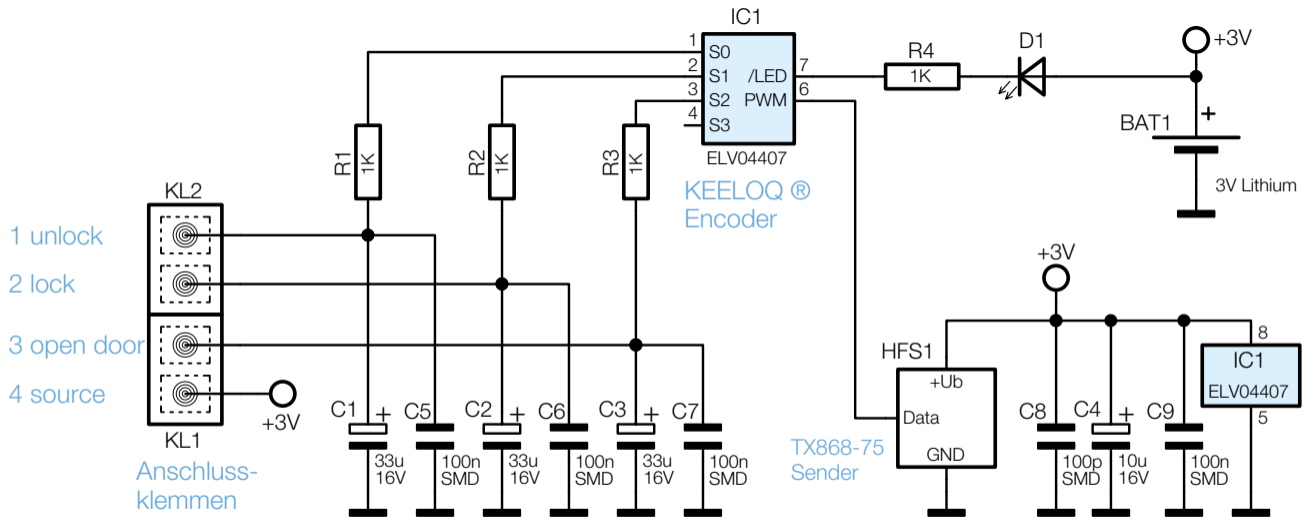 IC1
1
S0
2
S1
3
S2
4
S3
/LED
7
PWM
6
ELV04407
KEELOQ ®
Encoder
R4
1K
D1
+3V
+
BAT1
3V Lithium
R1
1K
R2
1K
R3
1K
KL2
1 unlock
2 lock
3 open door
4 source
KL1
+3V
Anschluss-
klemmen
C1
+
33u
16V
C5
100n
SMD
C2
+
33u
16V
C6
100n
SMD
C3
+
33u
16V
C7
100n
SMD
HFS1
+Ub
Data
GND
TX868-75
Sender
+3V
C8
100p
SMD
C4
+
10u
16V
C9
100n
SMD
8
IC1
ELV04407
5